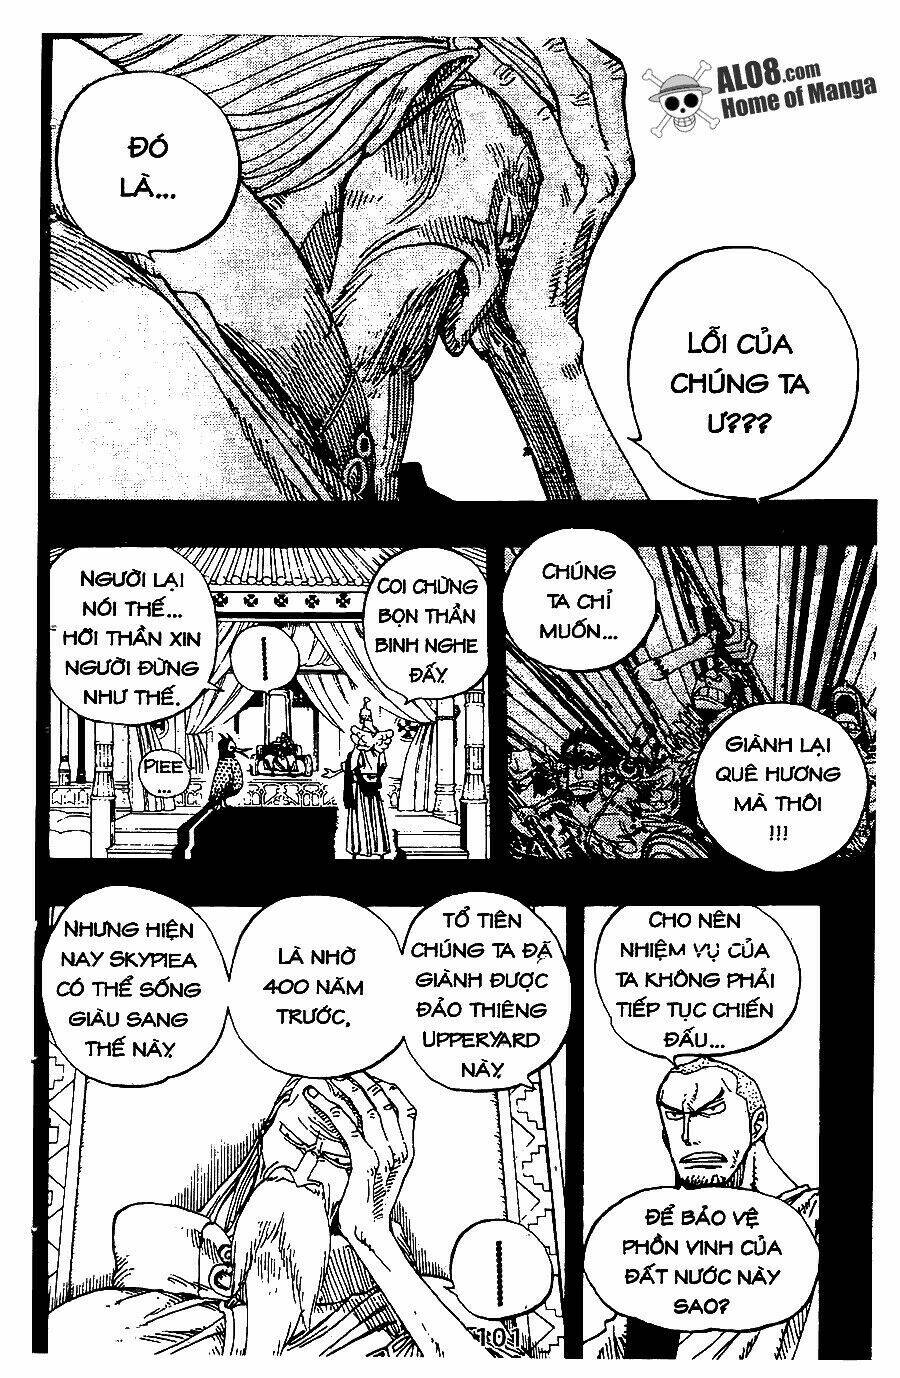 ALO8.com
Home of Manga
ĐÓ
LÀ...
LỖI CỦA
CHÚNG TA
Ư???
NGƯỜI LẠI
NÓI THẾ...
HỠI THẦN XIN
NGƯỜI ĐỪNG
NHƯ THẾ.
COI CHỪNG
BỌN THẦN
BINH NGHE
ĐẤY.
PIEE
...
CHÚNG
TA CHỈ
MUỐN...
GIÀNH LẠI
QUÊ HƯƠNG
MÀ THÔI
!!!
NHƯNG HIỆN
NAY SKYPIEA
CÓ THỂ SỐNG
GIÀU SANG
THẾ NÀY.
LÀ NHỜ
400 NĂM
TRƯỚC.
TỔ TIÊN
CHÚNG TA ĐÃ
GIÀNH ĐƯỢC
ĐẢO THIÊNG
UPPERYARD
NÀY.
CHO NÊN
NHIỆM VỤ CỦA
TA KHÔNG PHẢI
TIẾP TỤC CHIẾN
ĐẤU...
ĐỂ BẢO VỆ
PHỒN VINH CỦA
ĐẤT NƯỚC NÀY
SAO?
101